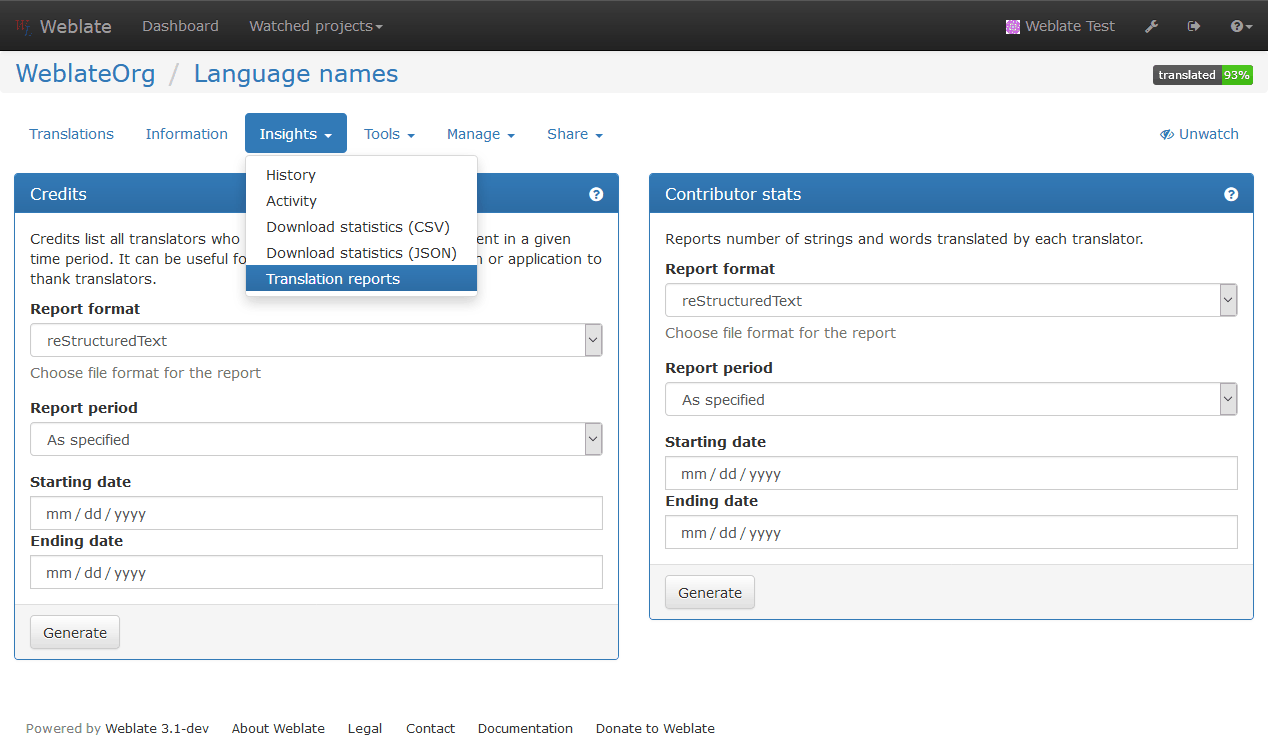 Weblate Dashboard Watched projects Weblate Test
WeblateOrg / Language names translated 93%
Translations Information Insights Tools Manage Share Unwatch
History
Activity
Download statistics (CSV)
Download statistics (JSON)
Translation reports
Credits
Credits list all translators who ent in a given
time period. It can be useful fo or application to
thank translators.
Report format
reStructuredText
Choose file format for the report
Report period
As specified
Starting date
mm / dd / yyyy
Ending date
mm / dd / yyyy
Generate
Contributor stats
Reports number of strings and words translated by each translator.
Report format
reStructuredText
Choose file format for the report
Report period
As specified
Starting date
mm / dd / yyyy
Ending date
mm / dd / yyyy
Generate
Powered by Weblate 3.1-dev About Weblate Legal Contact Documentation Donate to Weblate